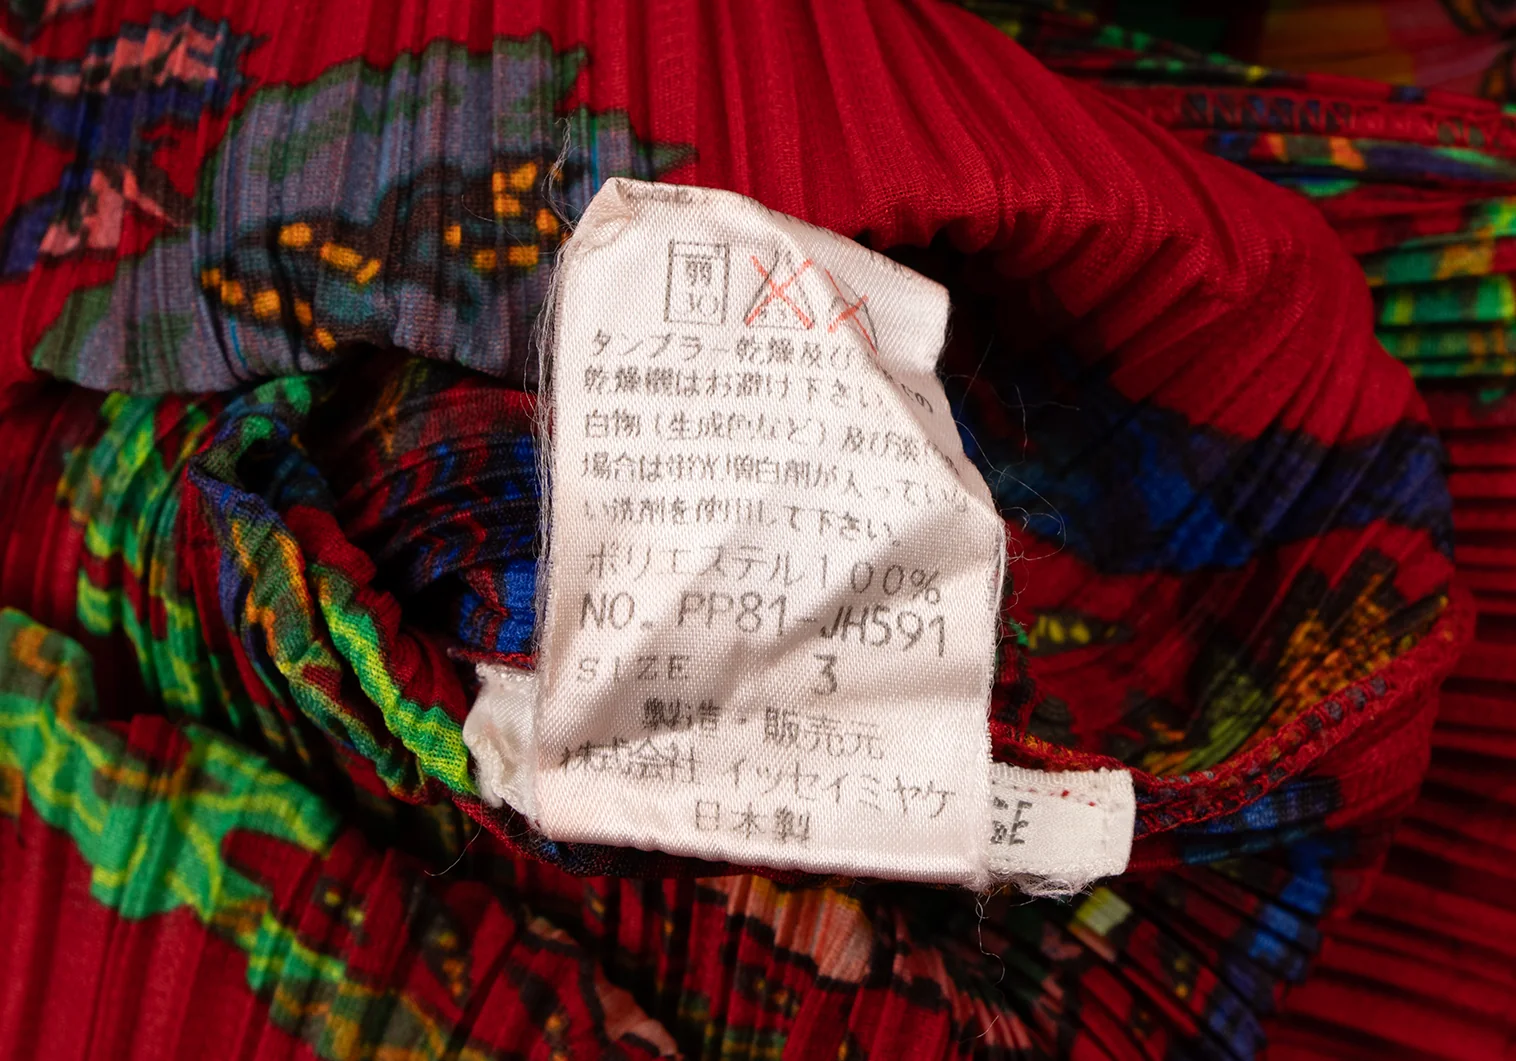 弱
30
タンブラー乾燥及び
乾燥機はお避け下さい。
白物（生成的など）及び淡
場合は蛍光増白剤が入ってい
い洗剤を使用して下さい。
ポリエステル100%
NO. PP81-JH591
SIZE 3
製造・販売元
株式会社 イッセイミヤケ
日本製